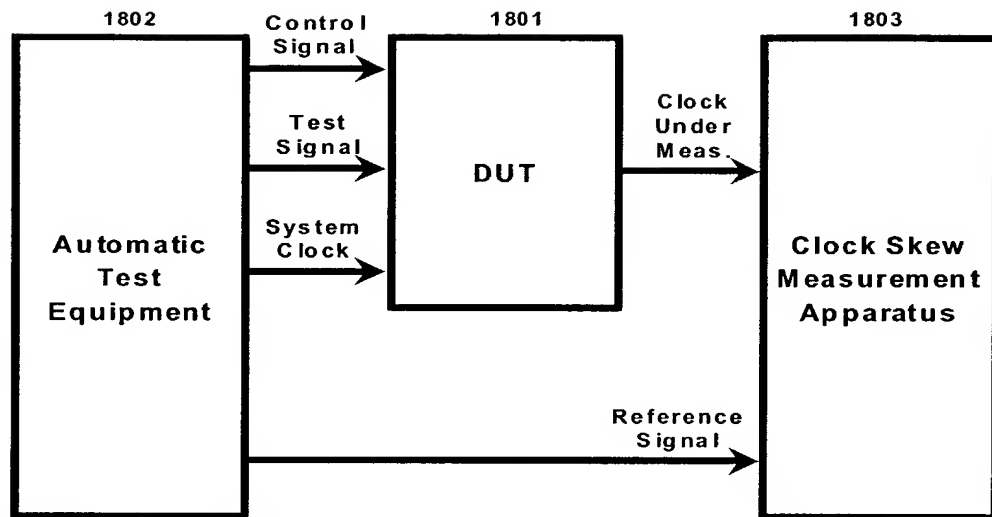 1802
1801
1803
Control
Signal
Test
Signal
System
Clock
Automatic
Test
Equipment
DUT
Clock
Under
Meas.
Clock Skew
Measurement
Apparatus
Reference
Signal